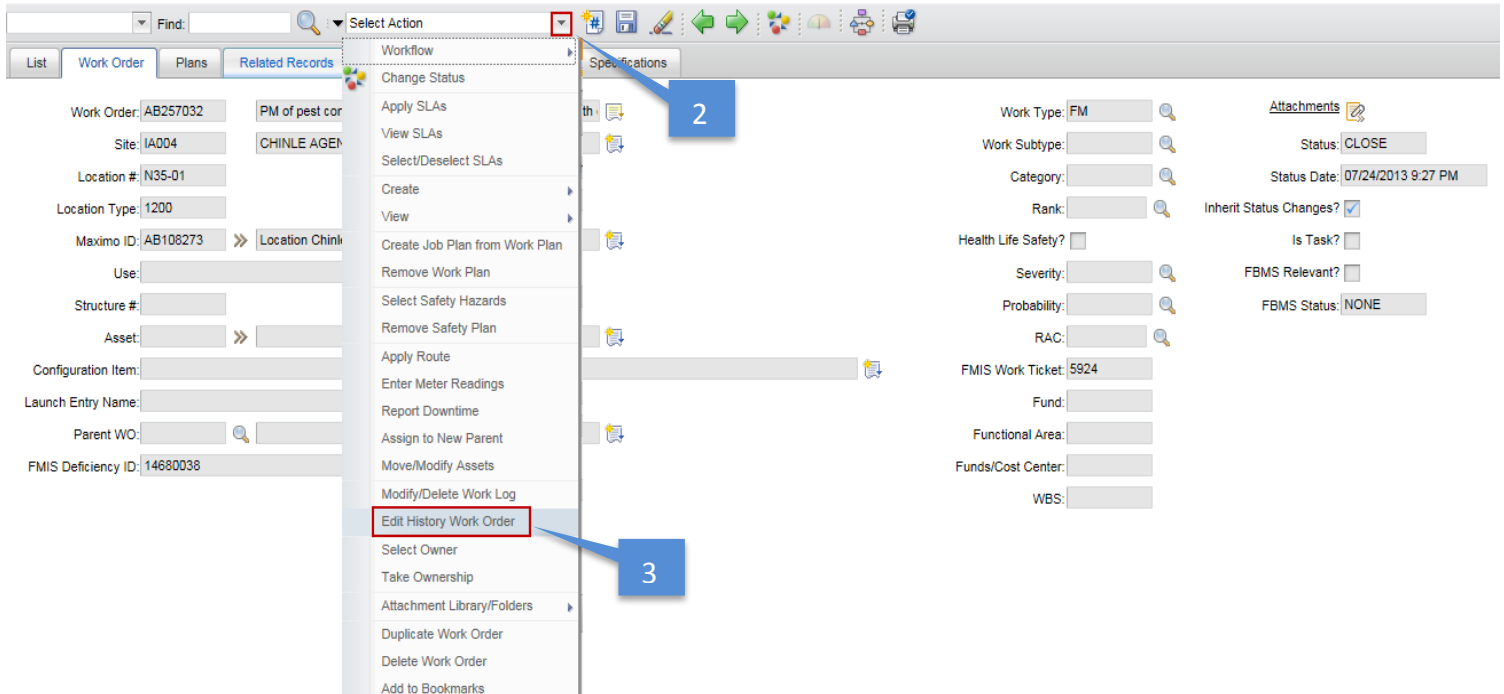 Find:
Select Action
List
Work Order
Plans
Related Records
Specifications
Work Order: AB257032
PM of pest cor
th
Site: IA004
CHINLE AGEN
Location #: N35-01
Location Type: 1200
Maximo ID: AB108273
Location Chinle
Use:
Structure #:
Asset:
Configuration Item:
Launch Entry Name:
Parent WO:
FMIS Deficiency ID: 14680038
Workflow
Change Status
Apply SLAs
View SLAs
Select/Deselect SLAs
Create
View
Create Job Plan from Work Plan
Remove Work Plan
Select Safety Hazards
Remove Safety Plan
Apply Route
Enter Meter Readings
Report Downtime
Assign to New Parent
Move/Modify Assets
Modify/Delete Work Log
Edit History Work Order
Select Owner
Take Ownership
Attachment Library/Folders
Duplicate Work Order
Delete Work Order
Add to Bookmarks
2
3
Work Type: FM
Work Subtype:
Category:
Rank:
Health Life Safety?
Severity:
Probability:
RAC:
FMIS Work Ticket: 5924
Fund:
Functional Area:
Funds/Cost Center:
WBS:
Attachments
Status: CLOSE
Status Date: 07/24/2013 9:27 PM
Inherit Status Changes?
Is Task?
FBMS Relevant?
FBMS Status: NONE